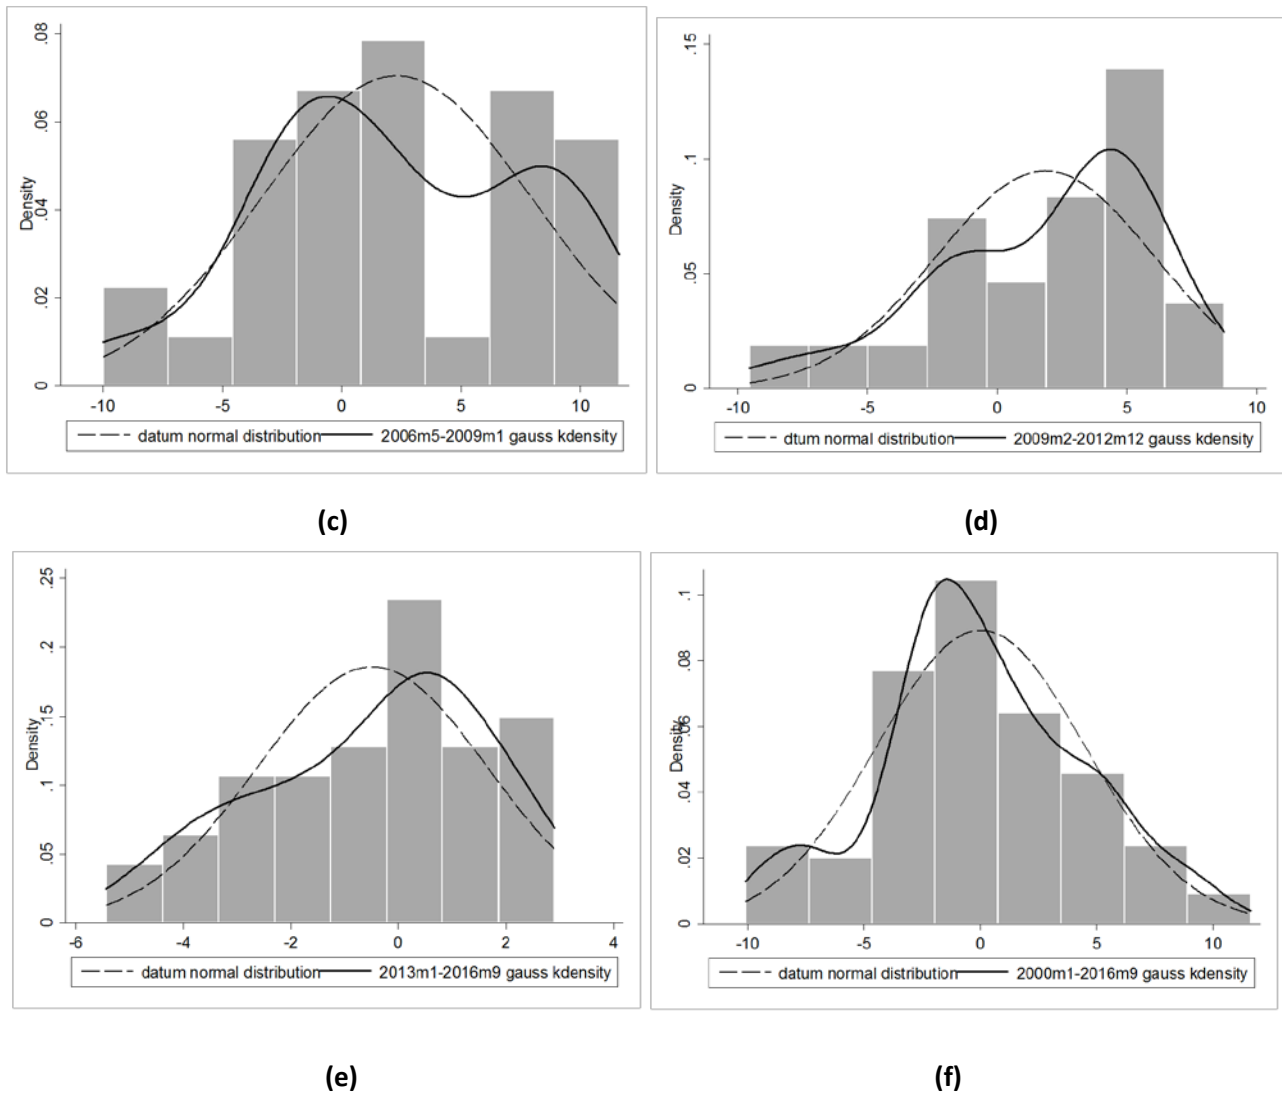 .08
.06
.04
.02
0
Density
-10 -5 0 5 10
datum normal distribution 2006m5-2009m1 gauss kdensity
(c)
.15
.1
.05
0
Density
-10 -5 0 5 10
dtum normal distribution 2009m2-2012m12 gauss kdensity
(d)
.25
.2
.15
.1
.05
0
Density
-6 -4 -2 0 2 4
datum normal distribution 2013m1-2016m9 gauss kdensity
(e)
.1
.08
.06
.04
.02
0
Density
-10 -5 0 5 10
datum normal distribution 2000m1-2016m9 gauss kdensity
(f)